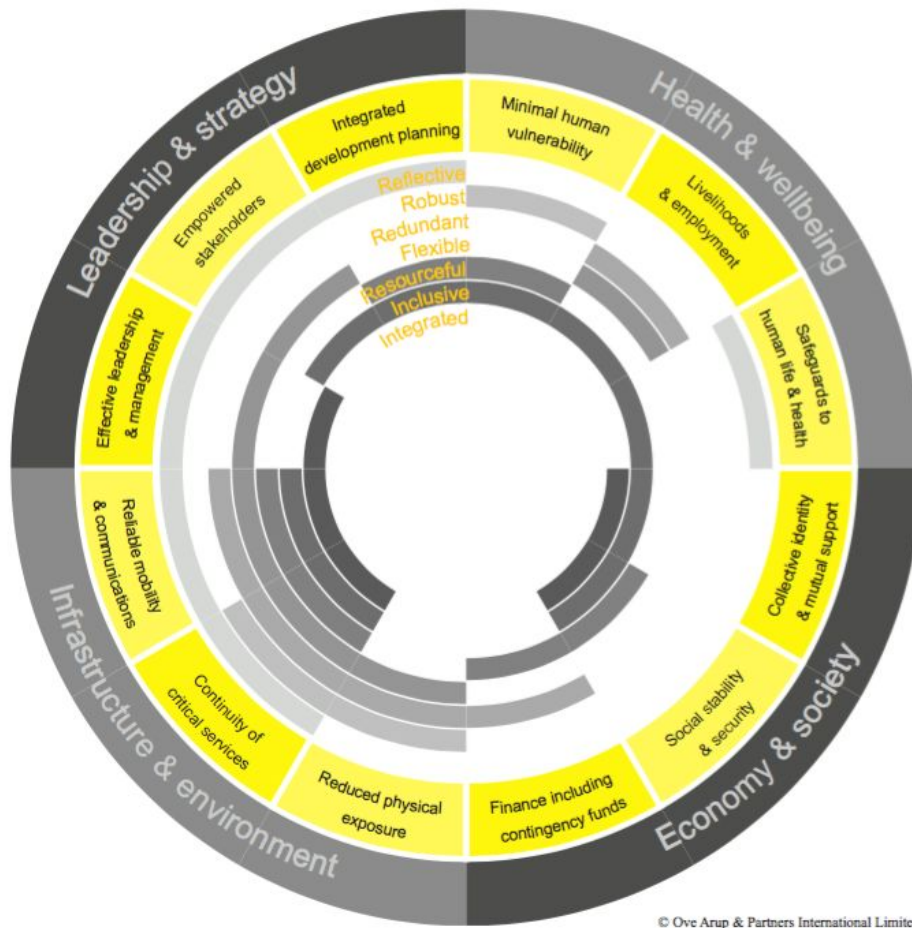 Leadership & strategy
Health & wellbeing
Economy & society
Infrastructure & environment
Integrated
development planning
Minimal human
vulnerability
Livelihoods
& employment
Safeguards to
human life & health
Collective identity
& mutual support
Social stability
& security
Finance including
contingency funds
Reduced physical
exposure
Continuity of
critical services
Reliable mobility
& communications
Effective leadership
& management
Empowered
stakeholders
Reflective
Robust
Redundant
Flexible
Resourceful
Inclusive
Integrated
© Ove Arup & Partners International Limite